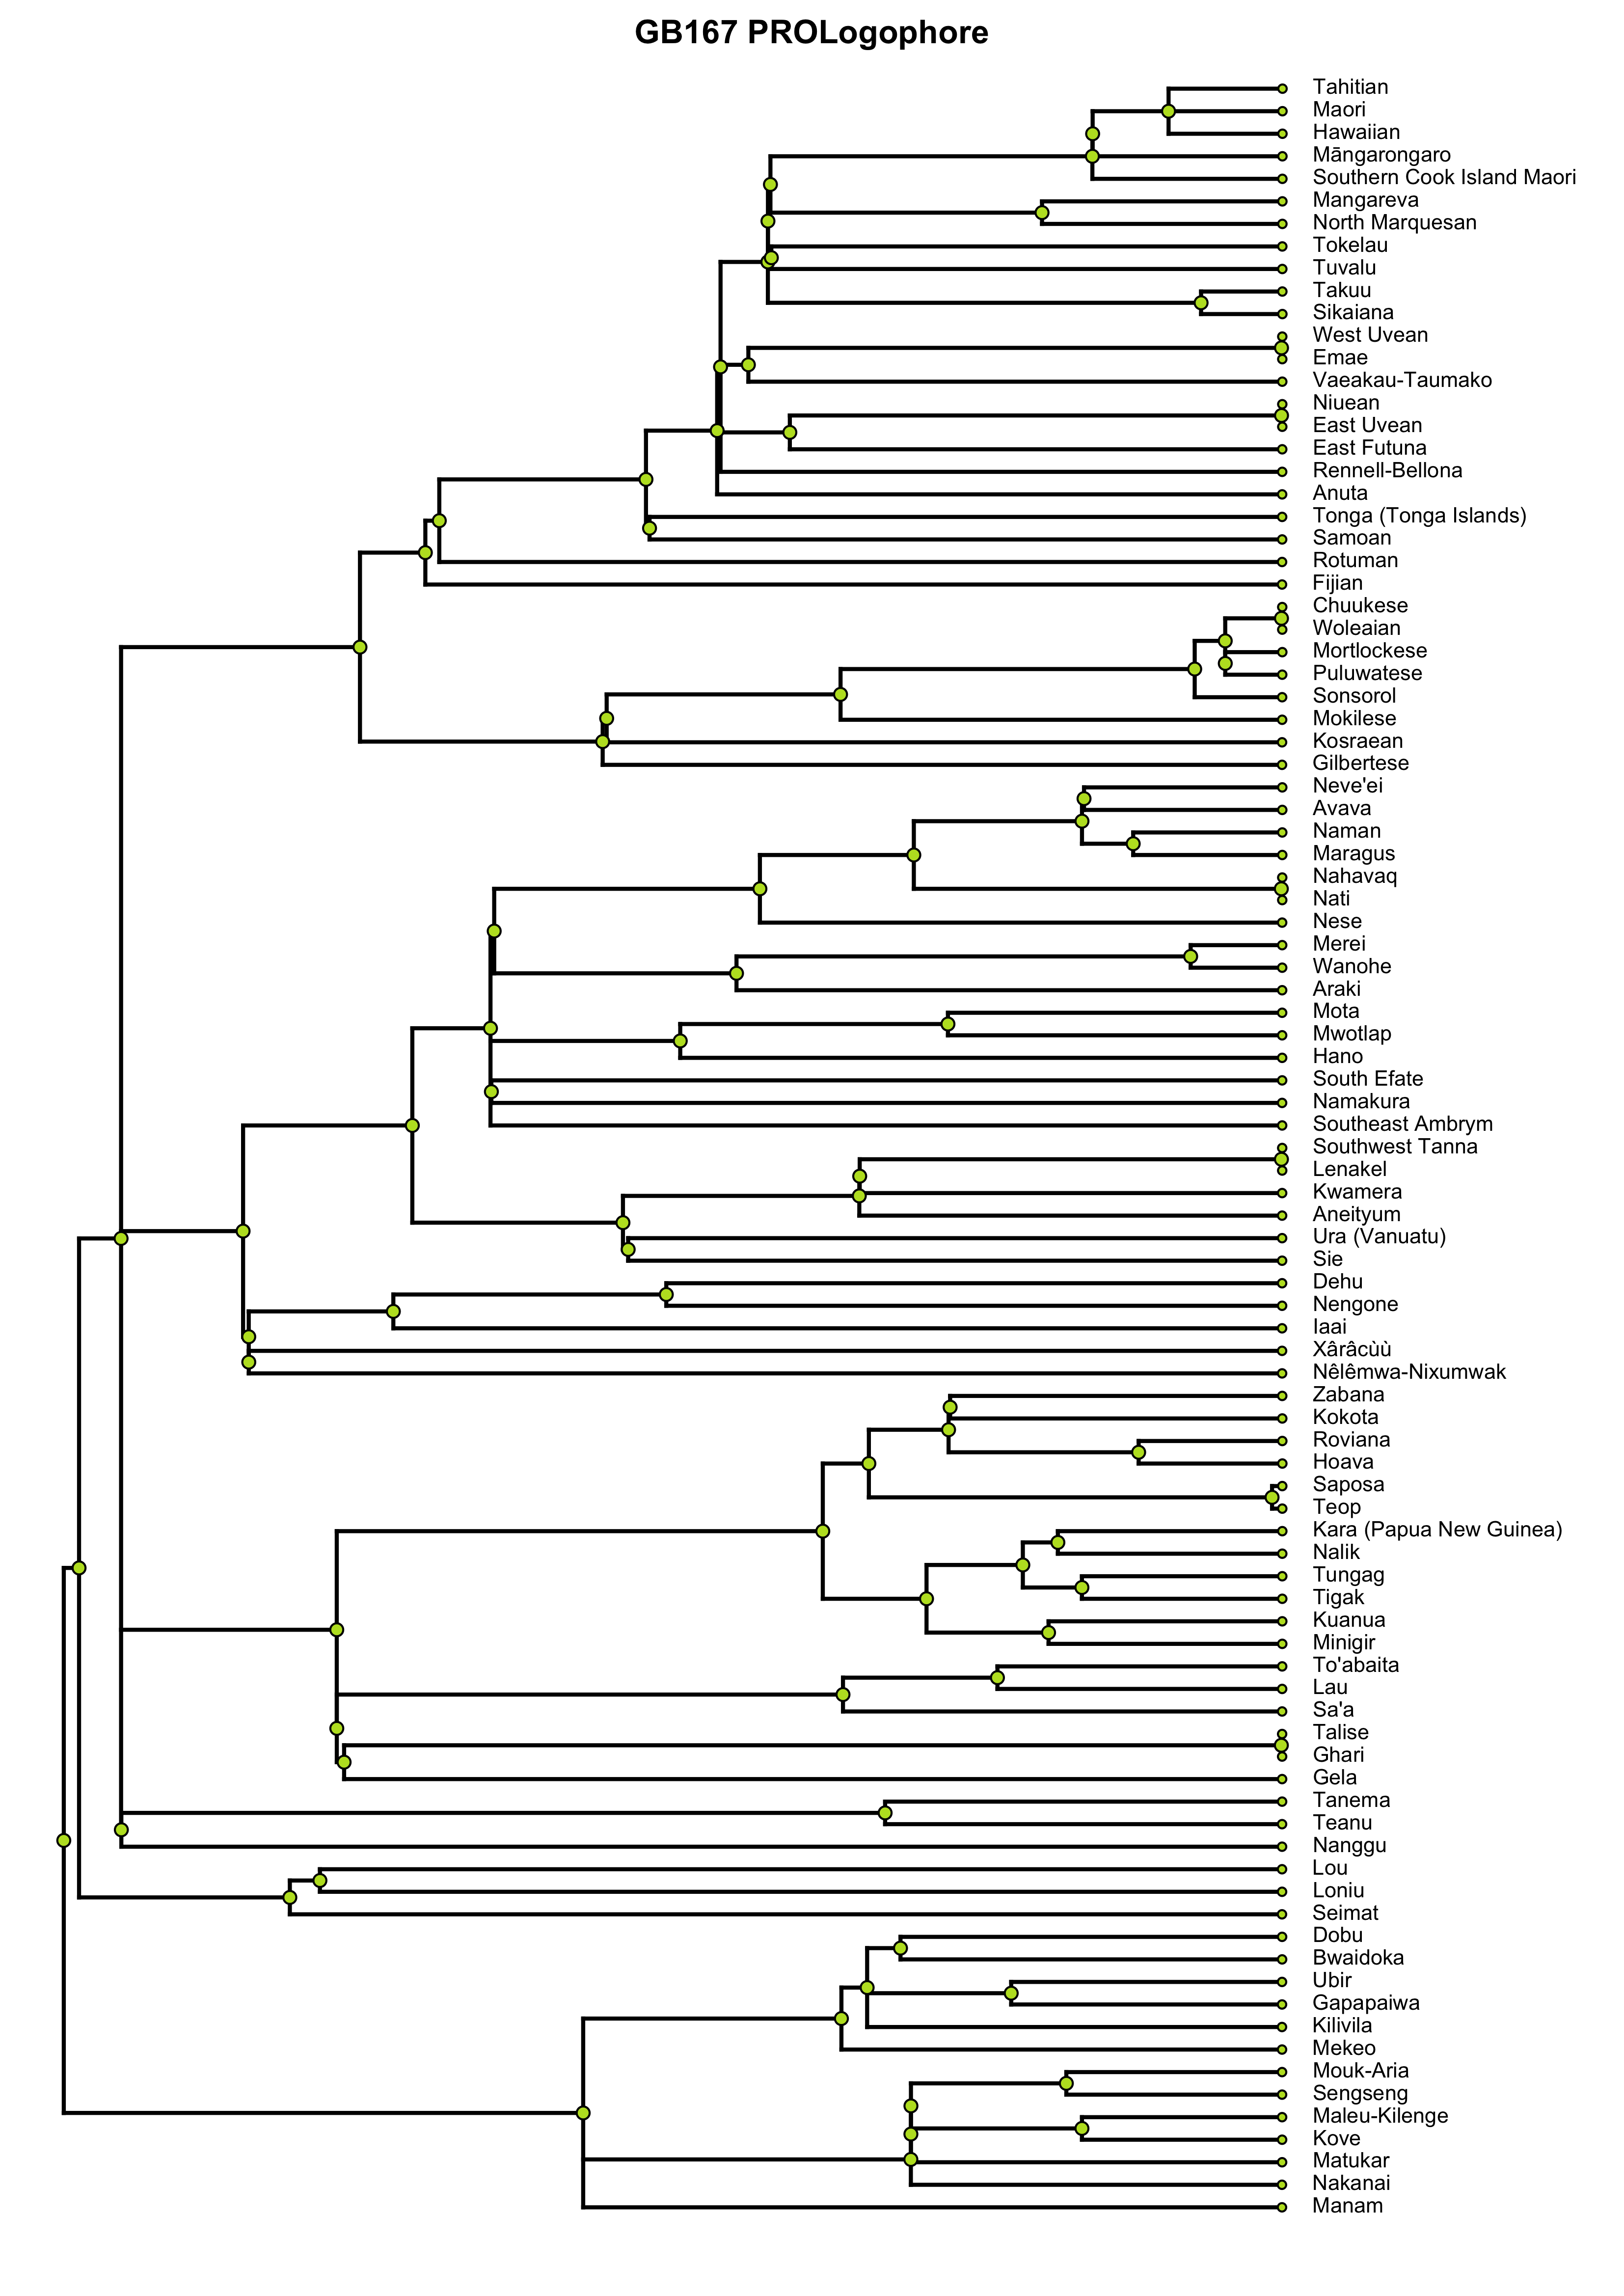 GB167 PROLogophore
Tahitian
Maori
Hawaiian
Māngarongaro
Southern Cook Island Maori
Mangareva
North Marquesan
Tokelau
Tuvalu
Takuu
Sikaiana
West Uvean
Emae
Vaeakau-Taumako
Niuean
East Uvean
East Futuna
Rennell-Bellona
Anuta
Tonga (Tonga Islands)
Samoan
Rotuman
Fijian
Chuukese
Woleaian
Mortlockese
Puluwatese
Sonsorol
Mokilese
Kosraean
Gilbertese
Neve'ei
Avava
Naman
Maragus
Nahavaq
Nati
Nese
Merei
Wanohe
Araki
Mota
Mwotlap
Hano
South Efate
Namakura
Southeast Ambrym
Southwest Tanna
Lenakel
Kwamera
Aneityum
Ura (Vanuatu)
Sie
Dehu
Nengone
Iaai
Xârâcùù
Nêlêmwa-Nixumwak
Zabana
Kokota
Roviana
Hoava
Saposa
Teop
Kara (Papua New Guinea)
Nalik
Tungag
Tigak
Kuanua
Minigir
To'abaita
Lau
Sa'a
Talise
Ghari
Gela
Tanema
Teanu
Nanggu
Lou
Loniu
Seimat
Dobu
Bwaidoka
Ubir
Gapapaiwa
Kilivila
Mekeo
Mouk-Aria
Sengseng
Maleu-Kilenge
Kove
Matukar
Nakanai
Manam